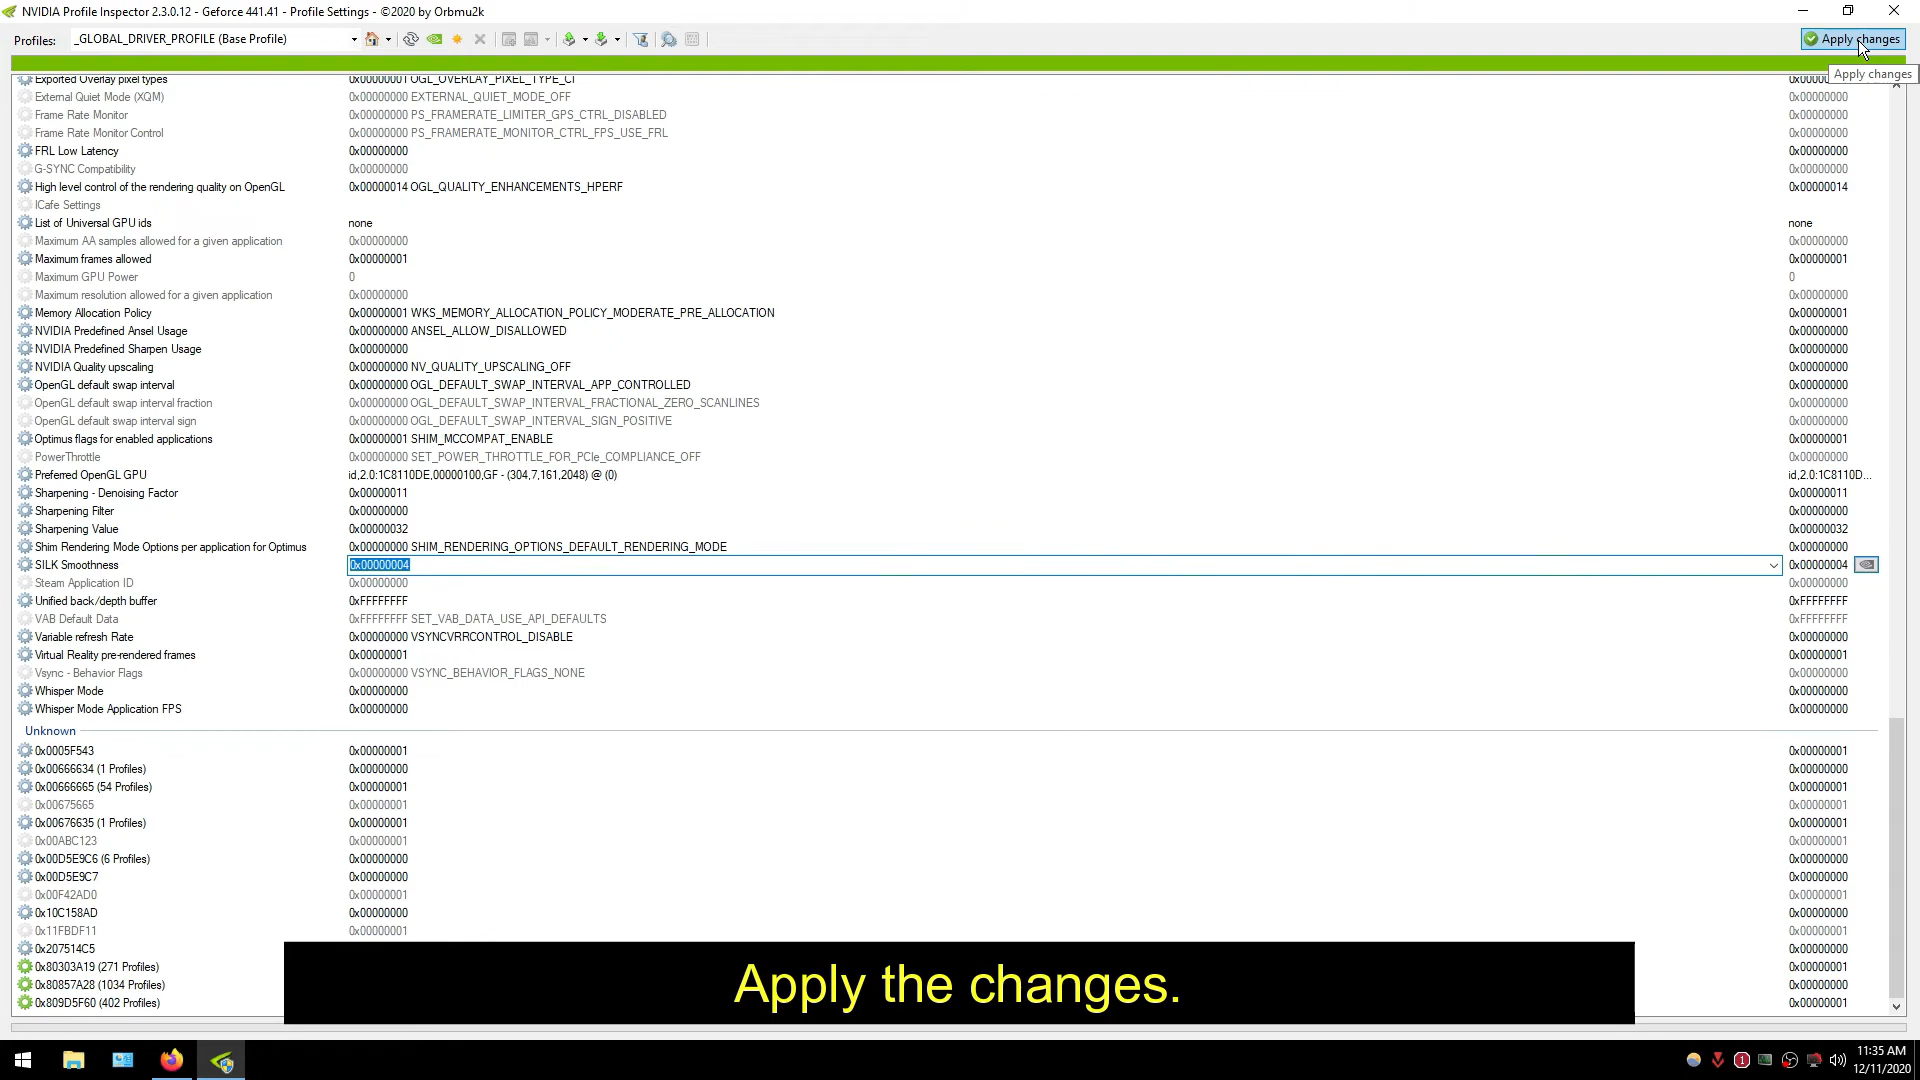 NVIDIA Profile Inspector 2.3.0.12 - Geforce 441.41 - Profile Settings - ©2020 by Orbmu2k
Profiles: _GLOBAL_DRIVER_PROFILE (Base Profile) Apply changes
Apply changes
Exported Overlay pixel types 0x00000001 OGL_OVERLAY_PIXEL_TYPE_CI
External Quiet Mode (XQM) 0x00000000 EXTERNAL_QUIET_MODE_OFF 0x00000000
Frame Rate Monitor 0x00000000 PS_FRAMERATE_LIMITER_GPS_CTRL_DISABLED 0x00000000
Frame Rate Monitor Control 0x00000000 PS_FRAMERATE_MONITOR_CTRL_FPS_USE_FRL 0x00000000
FRL Low Latency 0x00000000 0x00000000
G-SYNC Compatibility 0x00000000 0x00000000
High level control of the rendering quality on OpenGL 0x00000014 OGL_QUALITY_ENHANCEMENTS_HPERF 0x00000014
ICafe Settings
List of Universal GPU ids none none
Maximum AA samples allowed for a given application 0x00000000 0x00000000
Maximum frames allowed 0x00000001 0x00000001
Maximum GPU Power 0 0
Maximum resolution allowed for a given application 0x00000000 0x00000000
Memory Allocation Policy 0x00000001 WKS_MEMORY_ALLOCATION_POLICY_MODERATE_PRE_ALLOCATION 0x00000001
NVIDIA Predefined Ansel Usage 0x00000000 ANSEL_ALLOW_DISALLOWED 0x00000000
NVIDIA Predefined Sharpen Usage 0x00000000 0x00000000
NVIDIA Quality upscaling 0x00000000 NV_QUALITY_UPSCALING_OFF 0x00000000
OpenGL default swap interval 0x00000000 OGL_DEFAULT_SWAP_INTERVAL_APP_CONTROLLED 0x00000000
OpenGL default swap interval fraction 0x00000000 OGL_DEFAULT_SWAP_INTERVAL_FRACTIONAL_ZERO_SCANLINES 0x00000000
OpenGL default swap interval sign 0x00000000 OGL_DEFAULT_SWAP_INTERVAL_SIGN_POSITIVE 0x00000000
Optimus flags for enabled applications 0x00000001 SHIM_MCCOMPAT_ENABLE 0x00000001
PowerThrottle 0x00000000 SET_POWER_THROTTLE_FOR_PCIe_COMPLIANCE_OFF 0x00000000
Preferred OpenGL GPU id,2.0:1C8110DE,00000100,GF - (304,7,161,2048) @ (0) id,2.0:1C8110D...
Sharpening - Denoising Factor 0x00000011 0x00000011
Sharpening Filter 0x00000000 0x00000000
Sharpening Value 0x00000032 0x00000032
Shim Rendering Mode Options per application for Optimus 0x00000000 SHIM_RENDERING_OPTIONS_DEFAULT_RENDERING_MODE 0x00000000
SILK Smoothness 0x00000004 0x00000004
Steam Application ID 0x00000000 0x00000000
Unified back/depth buffer 0xFFFFFFFF 0xFFFFFFFF
VAB Default Data 0xFFFFFFFF SET_VAB_DATA_USE_API_DEFAULTS 0xFFFFFFFF
Variable refresh Rate 0x00000000 VSYNCVRRCONTROL_DISABLE 0x00000000
Virtual Reality pre-rendered frames 0x00000001 0x00000001
Vsync - Behavior Flags 0x00000000 VSYNC_BEHAVIOR_FLAGS_NONE 0x00000000
Whisper Mode 0x00000000 0x00000000
Whisper Mode Application FPS 0x00000000 0x00000000
Unknown
0x0005F543 0x00000001 0x00000001
0x00666634 (1 Profiles) 0x00000000 0x00000000
0x00666665 (54 Profiles) 0x00000001 0x00000001
0x00675665 0x00000001 0x00000001
0x00676635 (1 Profiles) 0x00000001 0x00000001
0x00ABC123 0x00000001 0x00000001
0x00D5E9C6 (6 Profiles) 0x00000000 0x00000000
0x00D5E9C7 0x00000000 0x00000000
0x00F42AD0 0x00000001 0x00000001
0x10C158AD 0x00000000 0x00000000
0x11FBDF11 0x00000001 0x00000001
0x207514C5 0x00000000
0x80303A19 (271 Profiles) 0x00000001
0x80857A28 (1034 Profiles) 0x00000000
0x809D5F60 (402 Profiles) 0x00000001
Apply the changes.
1
11:35 AM
12/11/2020